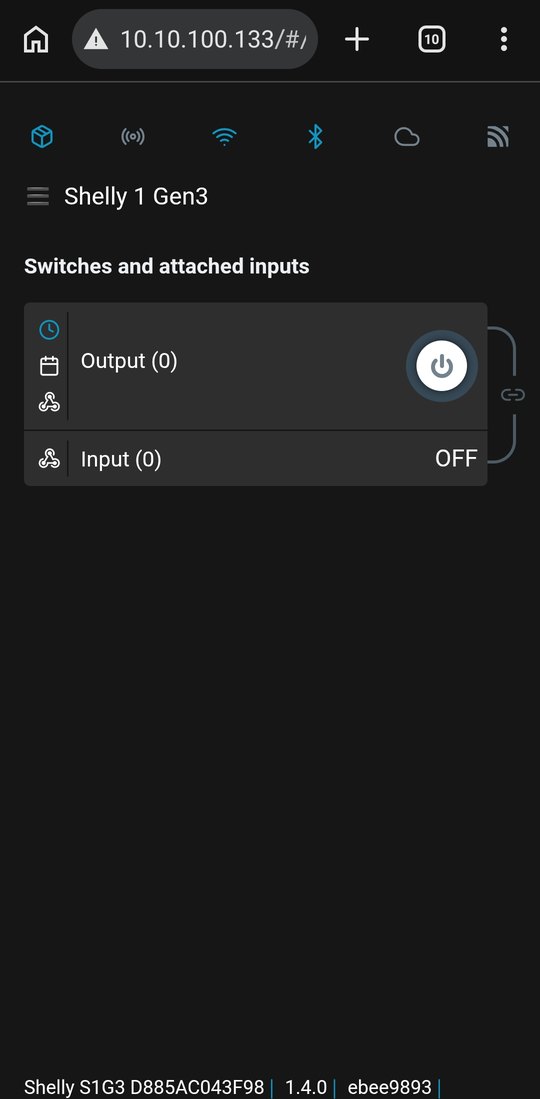 10.10.100.133/#/
10
Shelly 1 Gen3
Switches and attached inputs
Output (0)
Input (0) OFF
Shelly S1G3 D885AC043F98 | 1.4.0 | ebee9893 |